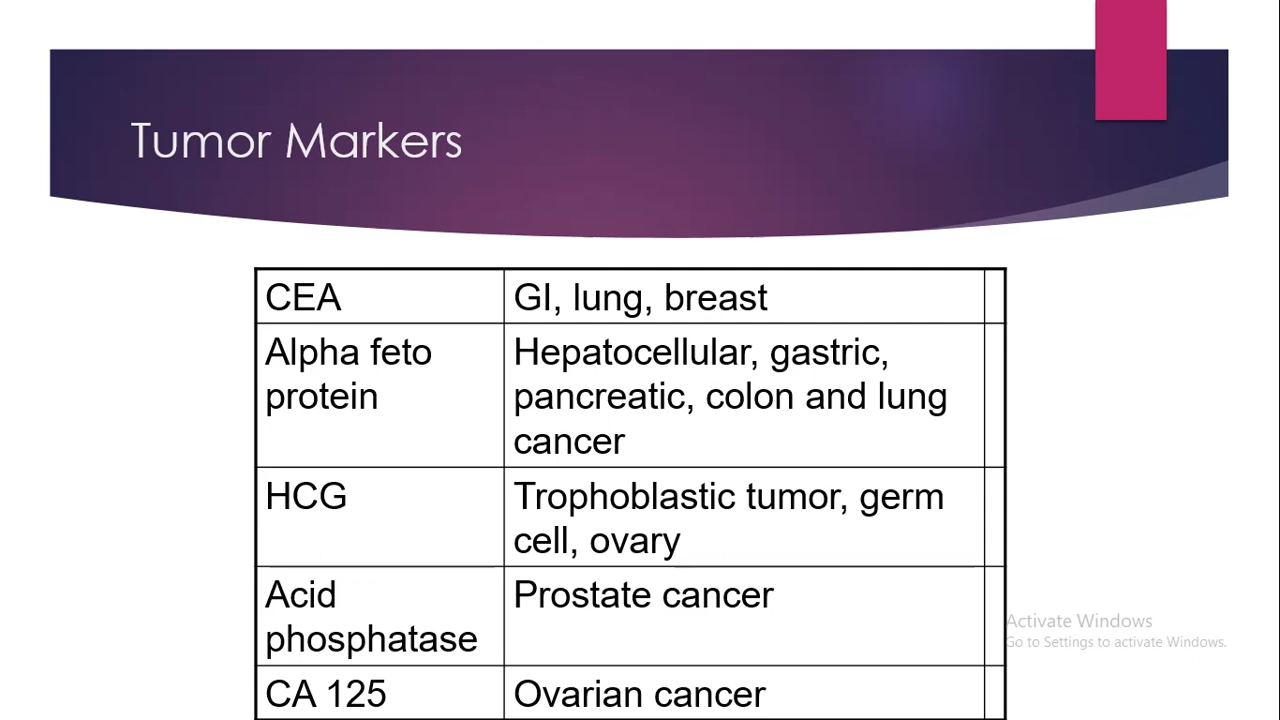 Tumor Markers
CEA
GI, lung, breast
Alpha feto
protein
Hepatocellular, gastric,
pancreatic, colon and lung
cancer
HCG
Trophoblastic tumor, germ
cell, ovary
Acid
phosphatase
Prostate cancer
CA 125
Ovarian cancer
Activate Windows
Go to Settings to activate Windows.